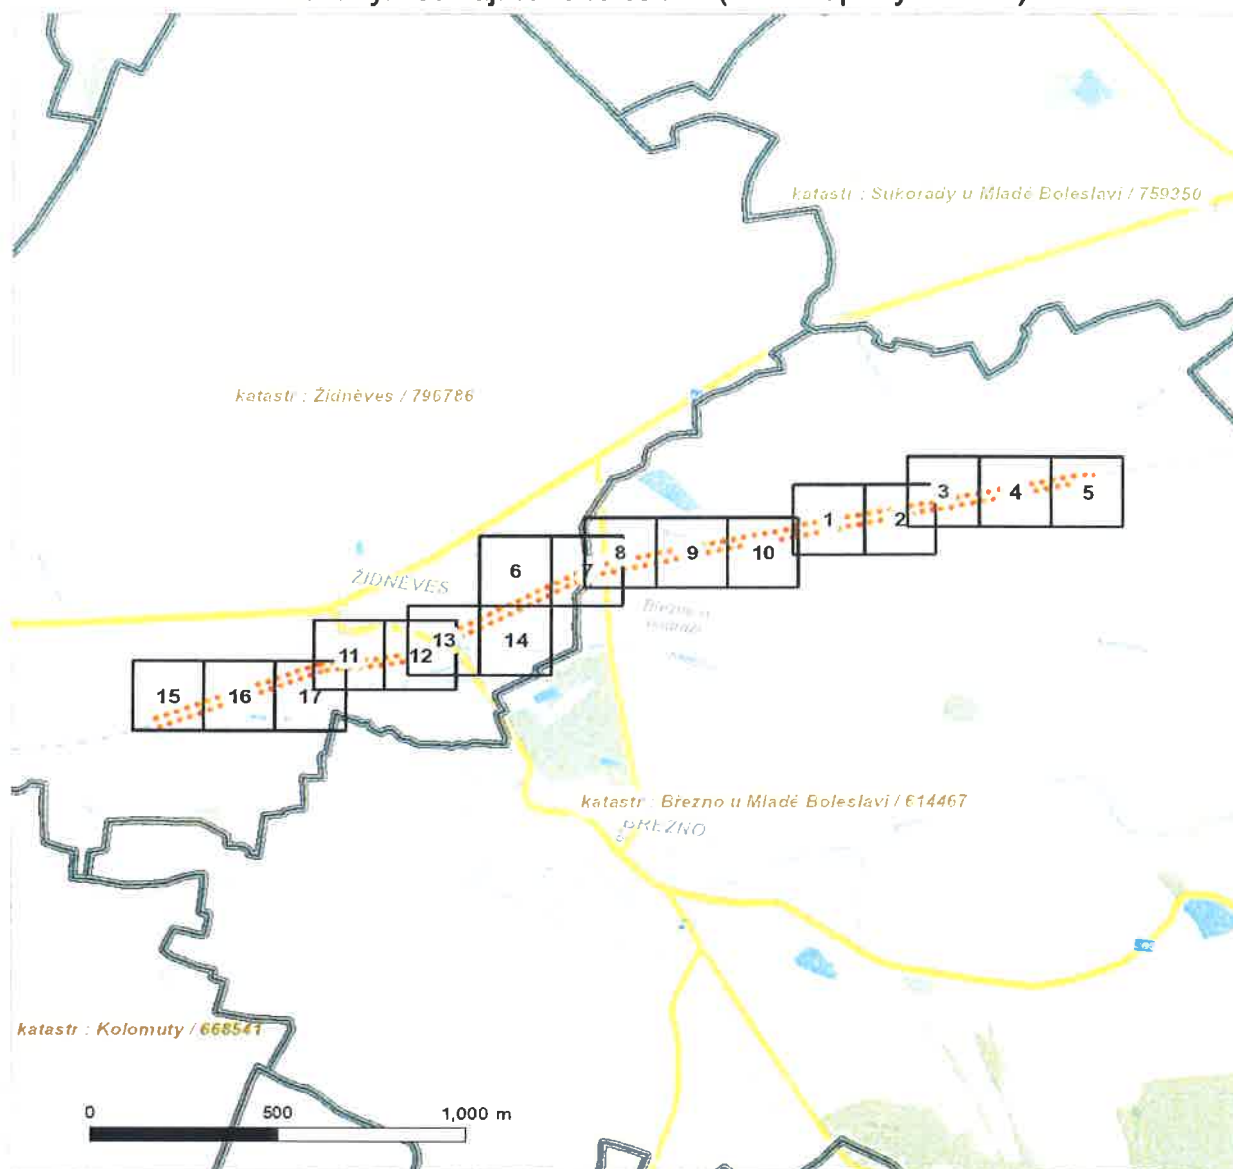 katastr : Sukorady u Mladé Boleslavi / 759350
katastr : Židněves / 796786
3
4
5
1
2
8
9
10
6
7
ŽIDNĚVES
13
14
11
12
15
16
17
katastr : Březno u Mladé Boleslavi / 614467
BŘEZNO
katastr : Kolomuty / 668541
0 500 1,000 m